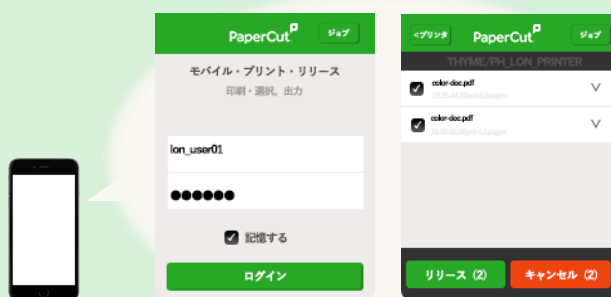 PaperCut
ジョブ
モバイル・プリント・リリース
印刷・選択。出力
lon_user01
記憶する
ログイン
<プリンタ
PaperCut
ジョブ
THYME/PH_LON_PRINTER
color-doc.pdf
color-doc.pdf
リリース (2)
キャンセル (2)